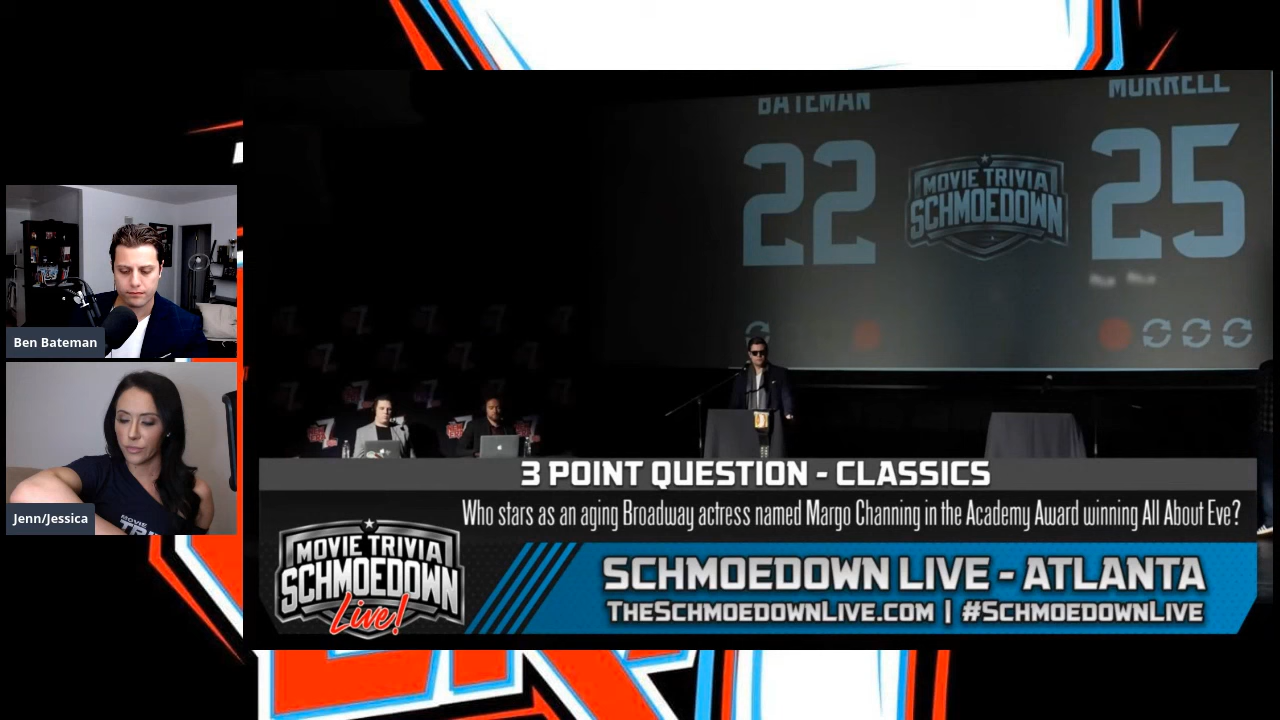 BATEMAN
MURRELL
22
25
MOVIE TRIVIA
SCHMOEDOWN
Ben Bateman
Jenn/Jessica
MOVIE
3 POINT QUESTION - CLASSICS
Who stars as an aging Broadway actress named Margo Channing in the Academy Award winning All About Eve?
MOVIE TRIVIA
SCHMOEDOWN
Live!
SCHMOEDOWN LIVE - ATLANTA
THESCHMOEDOWNLIVE.COM | #SCHMOEDOWNLIVE